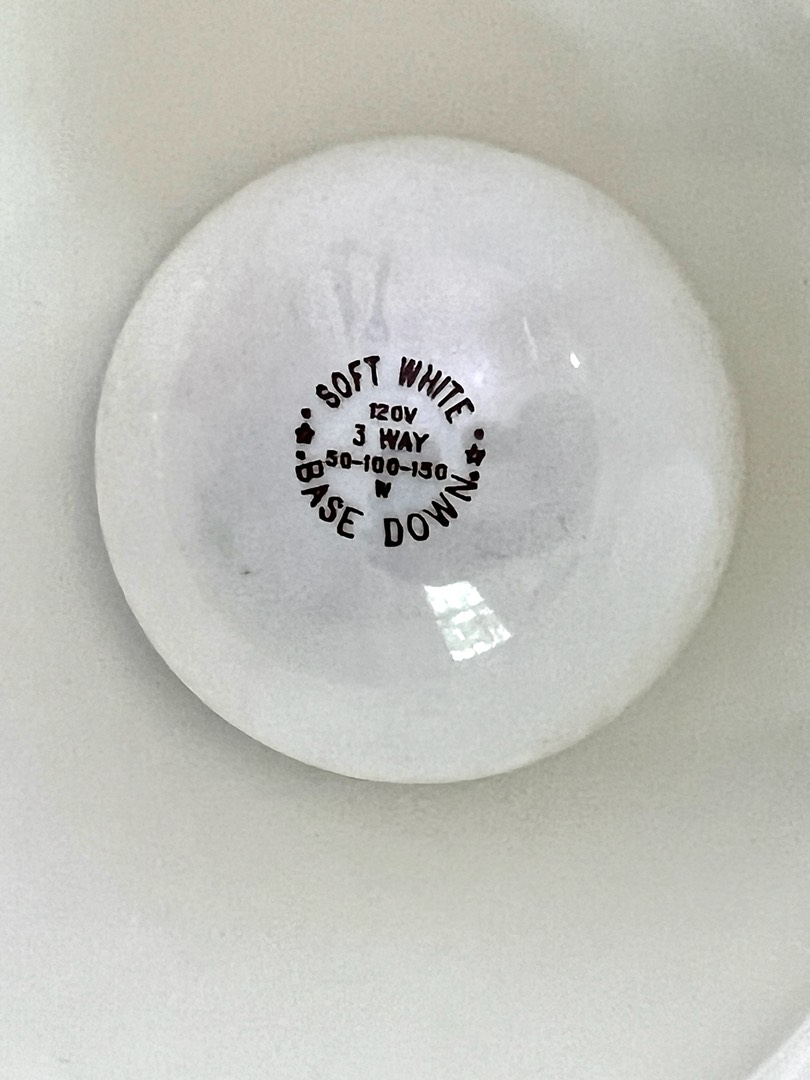 SOFT WHITE
120V
3 WAY
50-100-150
W
BASE DOWN